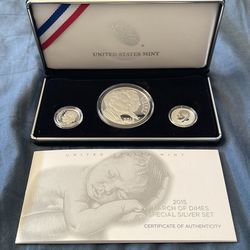 UNITED STATES MINT
UNITED STATES MINT
2015
MARCH OF DIMES
SPECIAL SILVER SET
CERTIFICATE OF AUTHENTICITY